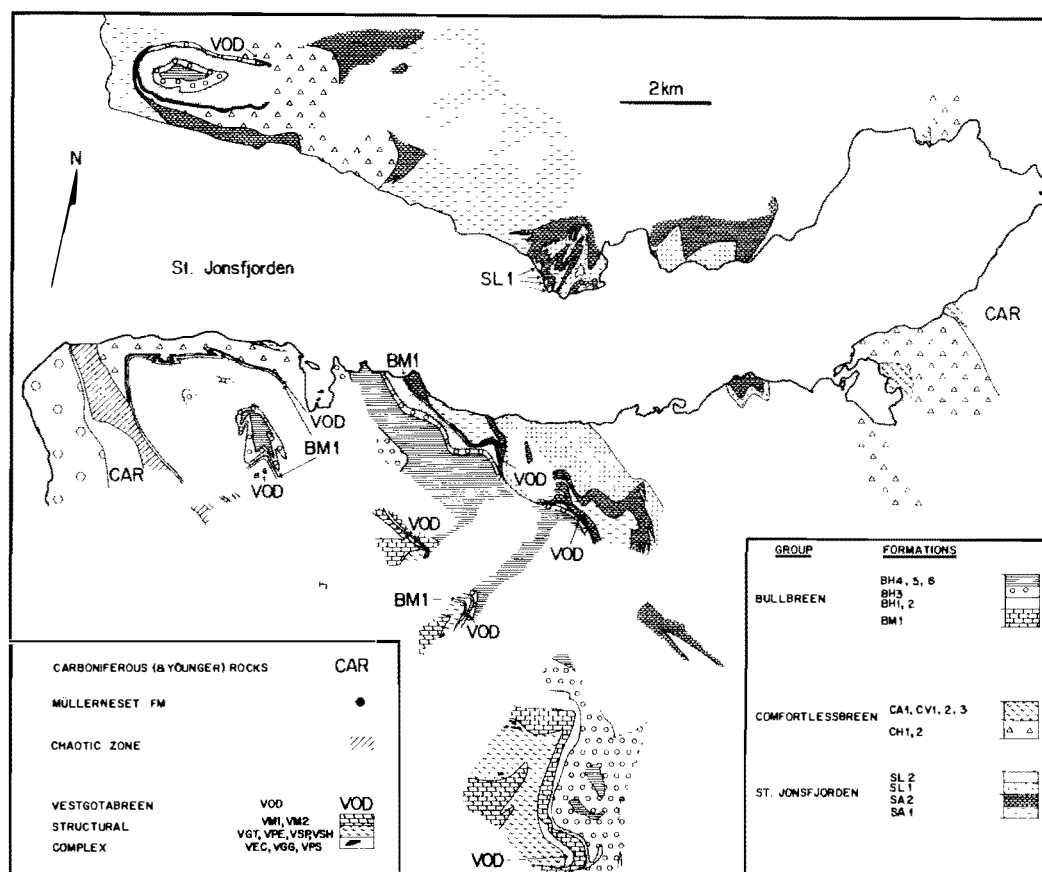 VOD
2km
N
St. Jonsfjorden
SL 1
CAR
BM1
VOD
BM1
CAR
VOD
VOD
VOD
VOD
BM1
VOD
VOD
CARBONIFEROUS (& YOUNGER) ROCKS CAR
MÜLLERNESET FM
CHAOTIC ZONE
VESTGOTABREEN VOD VOD
STRUCTURAL VM1, VM2
VGT, VPE, VSP, VSH
COMPLEX VEC, VGG, VPS
GROUP FORMATIONS
BH4, 5, 6
BULLBREEN BH3
BH1, 2
BM1
COMFORTLESSBREEN CA1, CV1, 2, 3
CH1, 2
SL 2
ST. JONSFJORDEN SL 1
SA2
SA 1